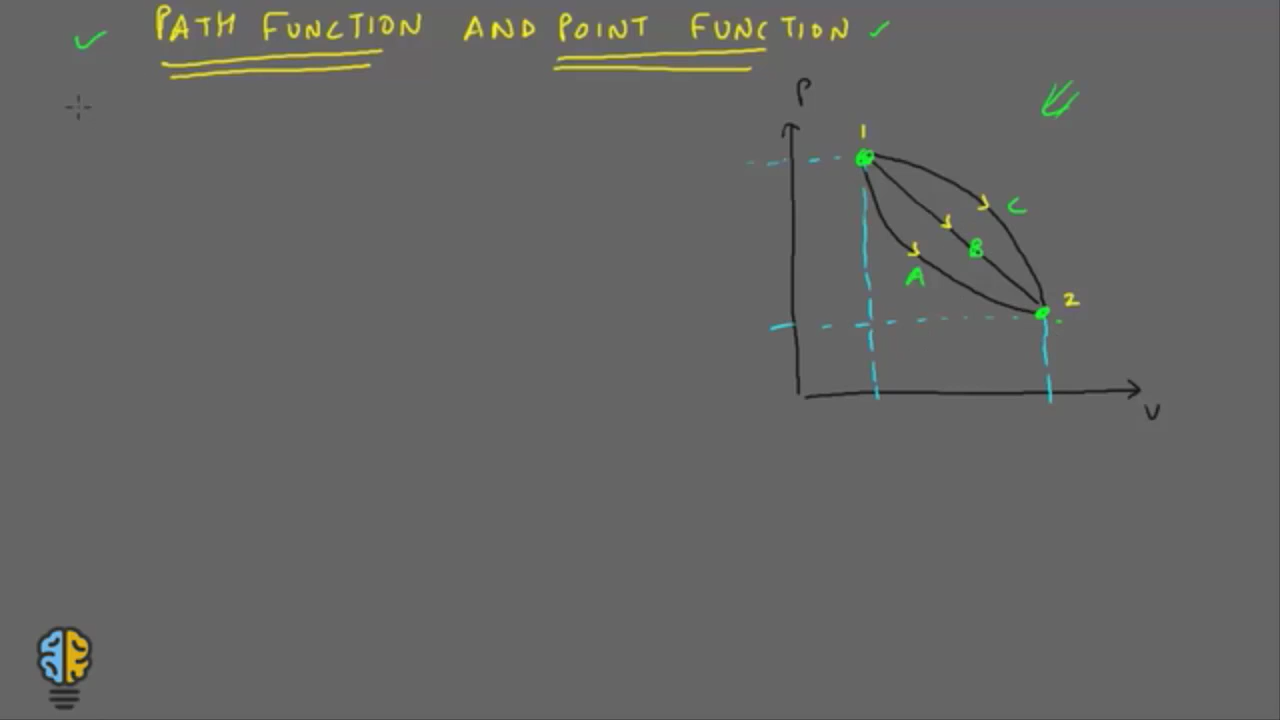 PATH FUNCTION AND POINT FUNCTION
P
1
C
B
A
2
V